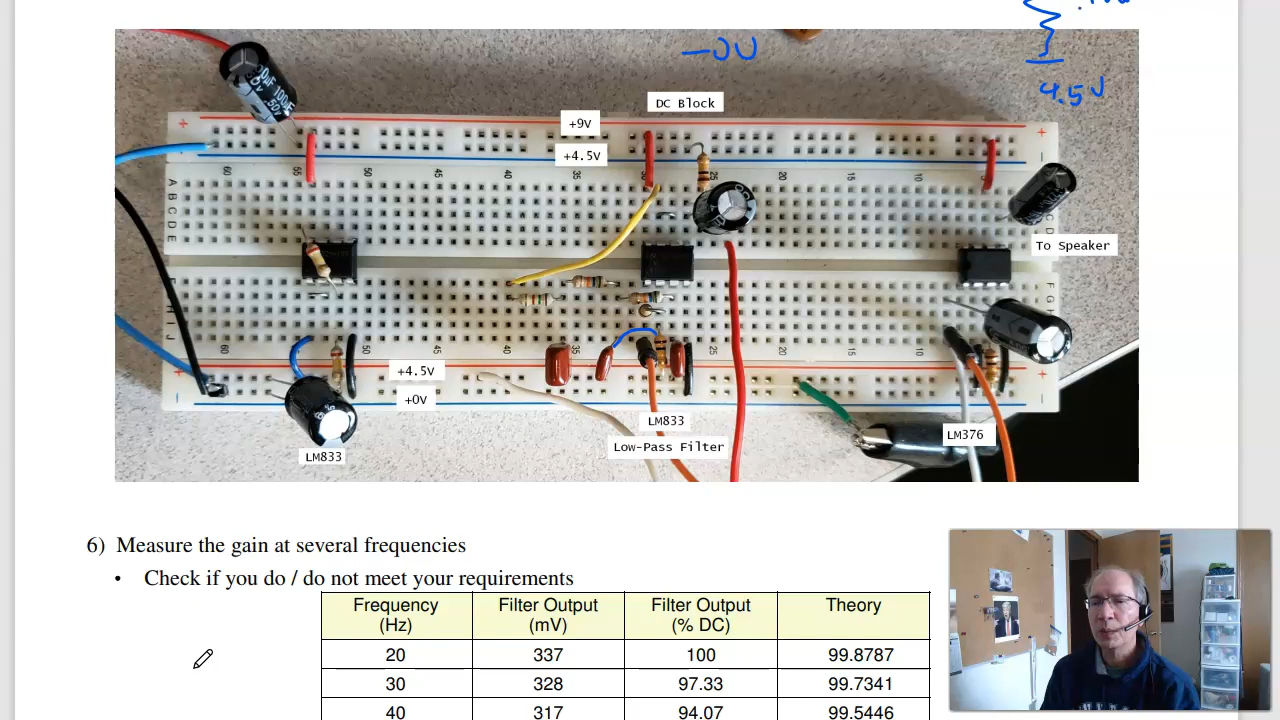 4.5V
-0V
DC Block
+9V
+4.5V
To Speaker
+4.5V
+0V
LM833
LM833
Low-Pass Filter
LM376
6) Measure the gain at several frequencies
• Check if you do / do not meet your requirements
Frequency (Hz) Filter Output (mV) Filter Output (% DC) Theory
20 337 100 99.8787
30 328 97.33 99.7341
40 317 94.07 99.5446